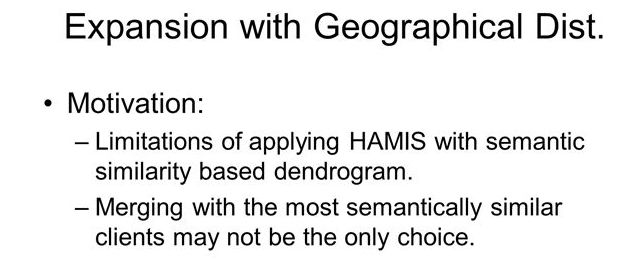 Expansion with Geographical Dist.
• Motivation:
– Limitations of applying HAMIS with semantic
similarity based dendrogram.
– Merging with the most semantically similar
clients may not be the only choice.